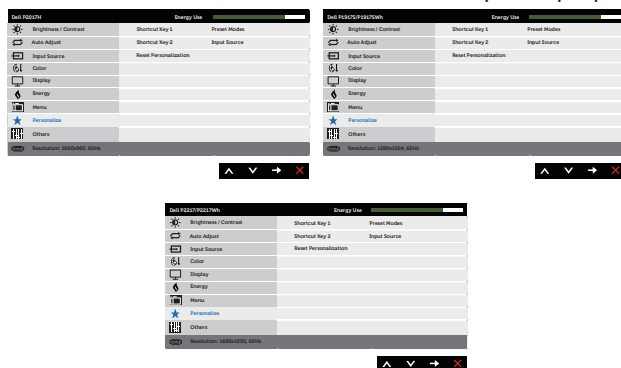 Dell P2017H Energy Use
Brightness / Contrast Shortcut Key 1 Preset Modes
Auto Adjust Shortcut Key 2 Input Source
Input Source Reset Personalization
Color
Display
Energy
Menu
Personalize
Others
Resolution: 1600x900, 60Hz
Dell P1917S/P1917SWh Energy Use
Brightness / Contrast Shortcut Key 1 Preset Modes
Auto Adjust Shortcut Key 2 Input Source
Input Source Reset Personalization
Color
Display
Energy
Menu
Personalize
Others
Resolution: 1280x1024, 60Hz
Dell P2217/P2217Wh Energy Use
Brightness / Contrast Shortcut Key 1 Preset Modes
Auto Adjust Shortcut Key 2 Input Source
Input Source Reset Personalization
Color
Display
Energy
Menu
Personalize
Others
Resolution: 1680x1050, 60Hz